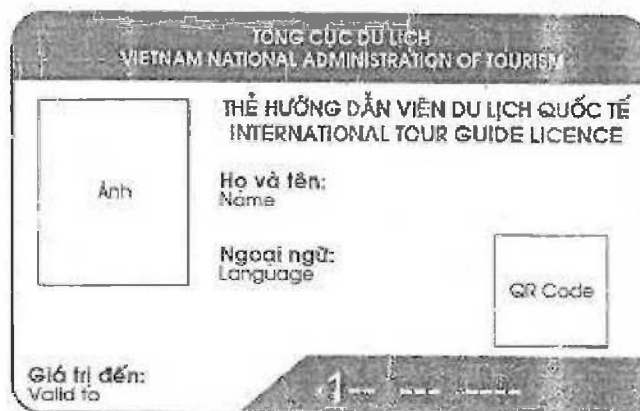 TỔNG CỤC DU LỊCH
VIETNAM NATIONAL ADMINISTRATION OF TOURISM
THẺ HƯỚNG DẪN VIÊN DU LỊCH QUỐC TẾ
INTERNATIONAL TOUR GUIDE LICENCE
Ảnh
Họ và tên:
Name
Ngoại ngữ:
Language
QR Code
Giá trị đến:
Valid to
1-- --- ----